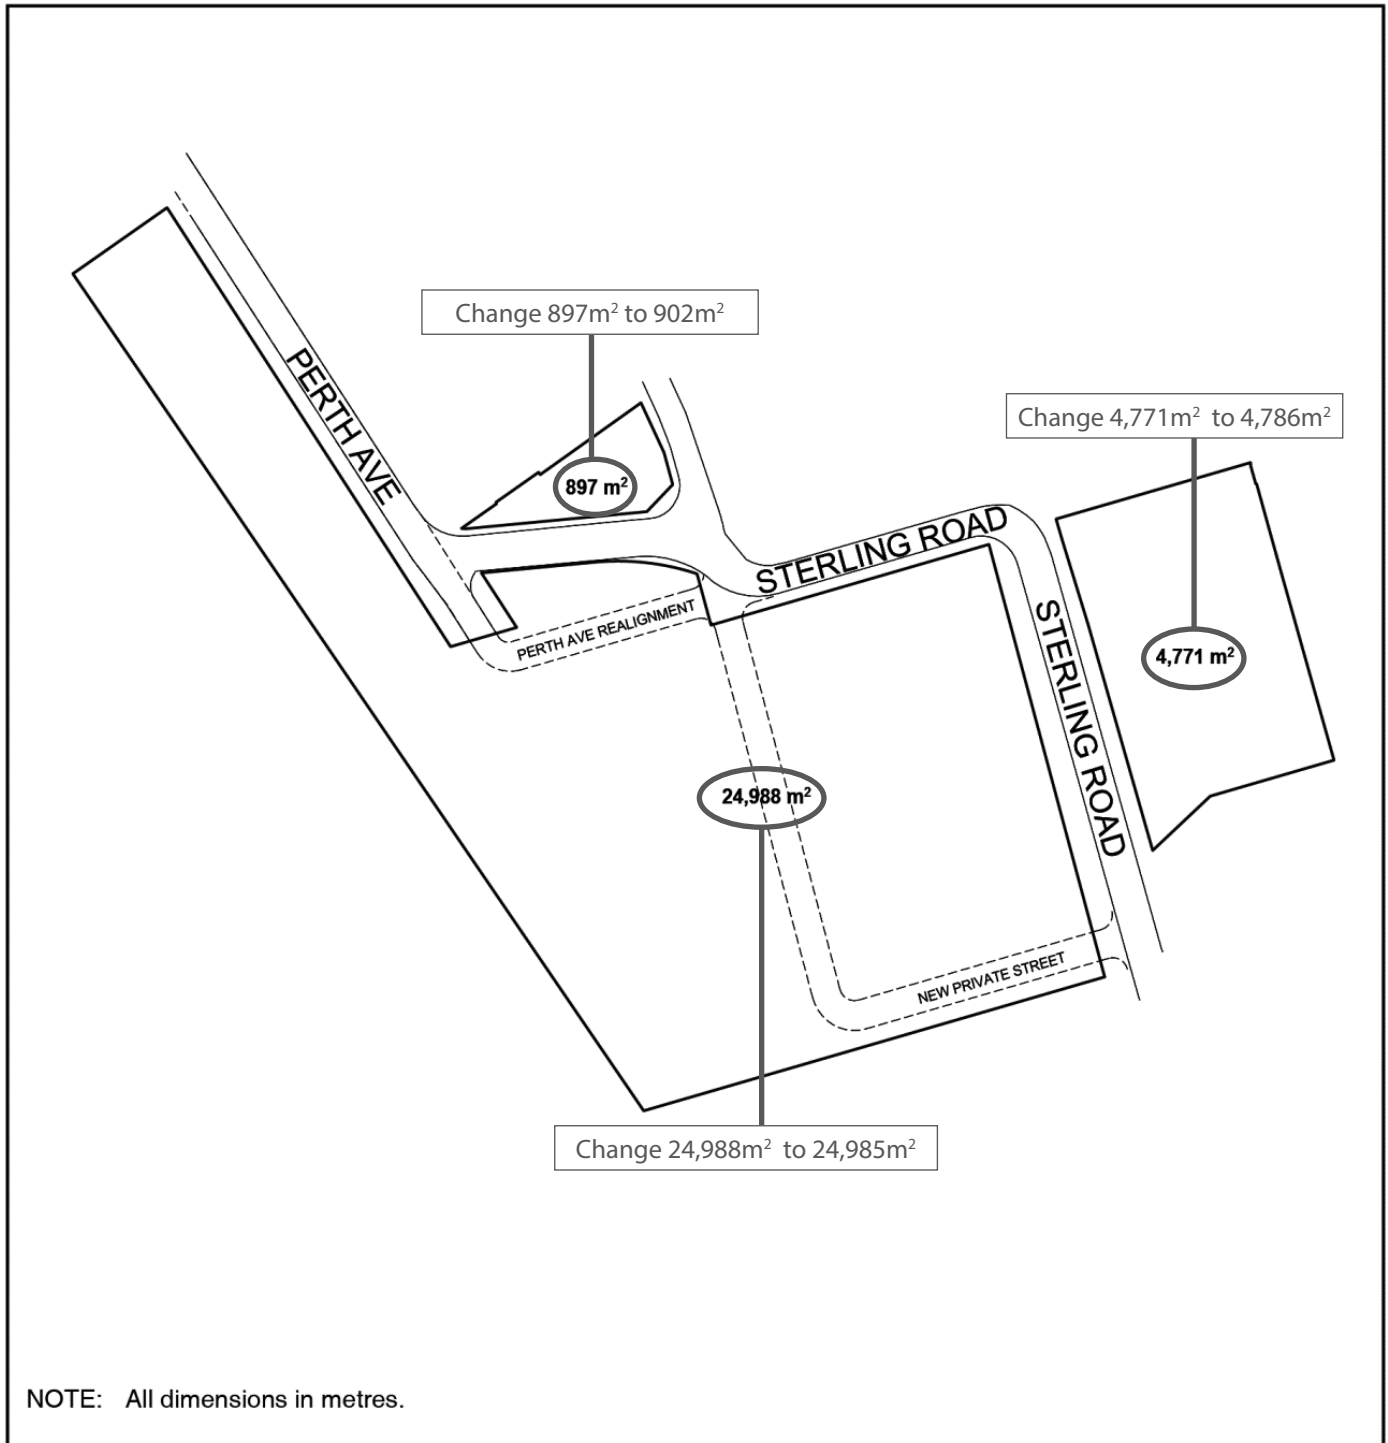 Change 897m² to 902m²
PERTH AVE
Change 4,771m² to 4,786m²
897 m²
STERLING ROAD
PERTH AVE REALIGNMENT
STERLING ROAD
4,771 m²
24,988 m²
NEW PRIVATE STREET
Change 24,988m² to 24,985m²
NOTE: All dimensions in metres.